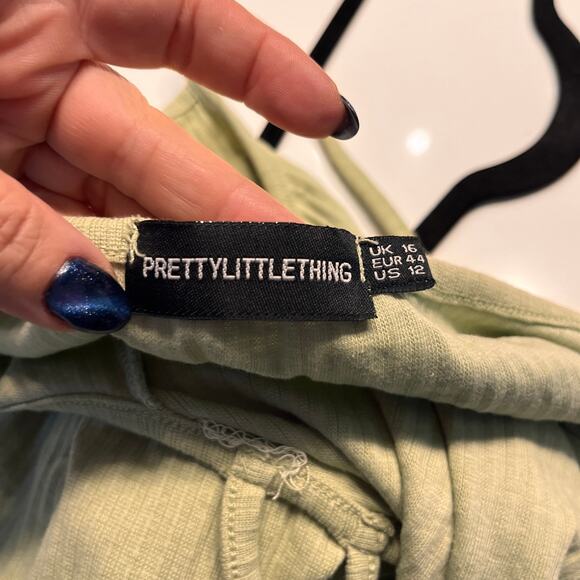 PRETTYLITTLETHING
UK 16
EUR 44
US 12